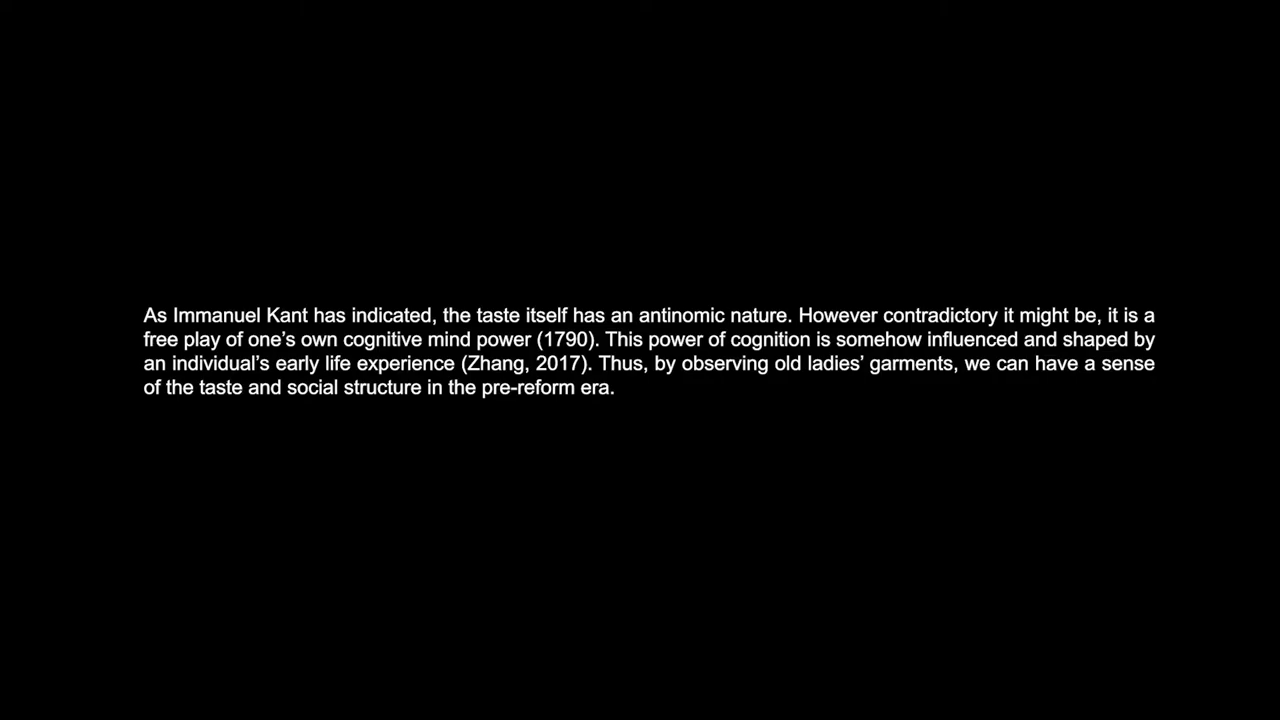 As Immanuel Kant has indicated, the taste itself has an antinomic nature. However contradictory it might be, it is a
free play of one’s own cognitive mind power (1790). This power of cognition is somehow influenced and shaped by
an individual’s early life experience (Zhang, 2017). Thus, by observing old ladies’ garments, we can have a sense
of the taste and social structure in the pre-reform era.